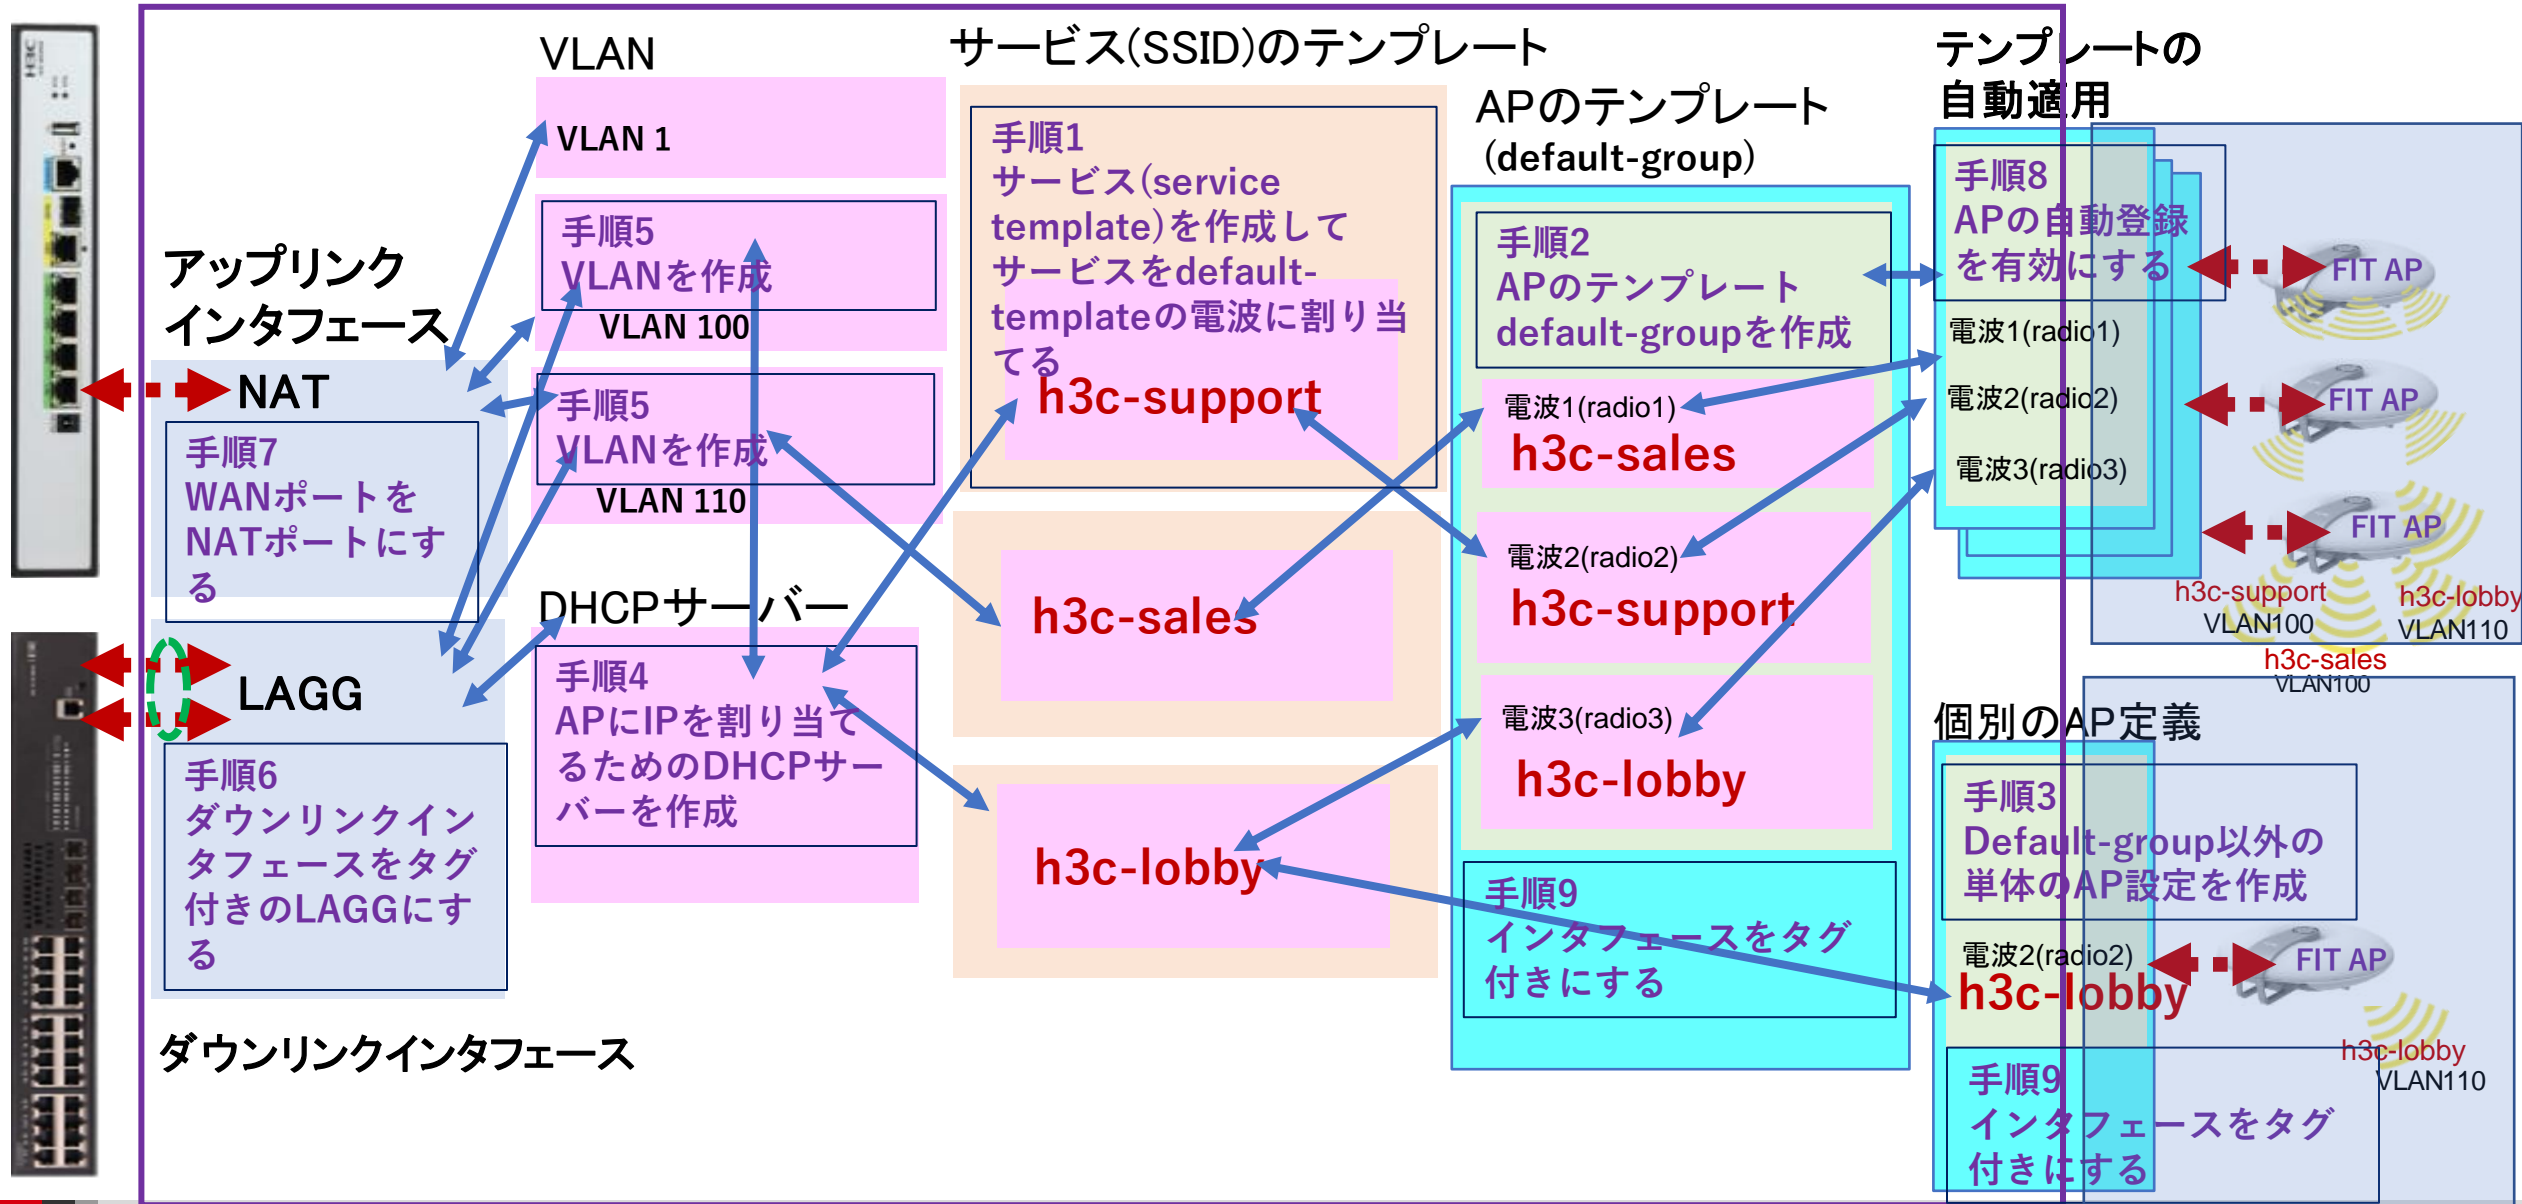 H3C
アップリンク
インタフェース
NAT
手順7
WANポートを
NATポートにす
る
LAGG
手順6
ダウンリンクイン
タフェースをタグ
付きのLAGGにす
る
ダウンリンクインタフェース
VLAN
VLAN 1
手順5
VLANを作成
VLAN 100
手順5
VLANを作成
VLAN 110
DHCPサーバー
手順4
APにIPを割り当て
るためのDHCPサー
バーを作成
サービス(SSID)のテンプレート
手順1
サービス(service
template)を作成して
サービスをdefault-
templateの電波に割り当
てる
h3c-support
h3c-sales
h3c-lobby
APのテンプレート
(default-group)
手順2
APのテンプレート
default-groupを作成
電波1(radio1)
h3c-sales
電波2(radio2)
h3c-support
電波3(radio3)
h3c-lobby
手順9
インタフェースをタグ
付きにする
テンプレートの
自動適用
手順8
APの自動登録
を有効にする
電波1(radio1)
電波2(radio2)
電波3(radio3)
FIT AP
FIT AP
FIT AP
h3c-support
VLAN100
h3c-lobby
VLAN110
h3c-sales
VLAN100
個別のAP定義
手順3
Default-group以外の
単体のAP設定を作成
電波2(radio2)
h3c-lobby
FIT AP
h3c-lobby
VLAN110
手順9
インタフェースをタグ
付きにする